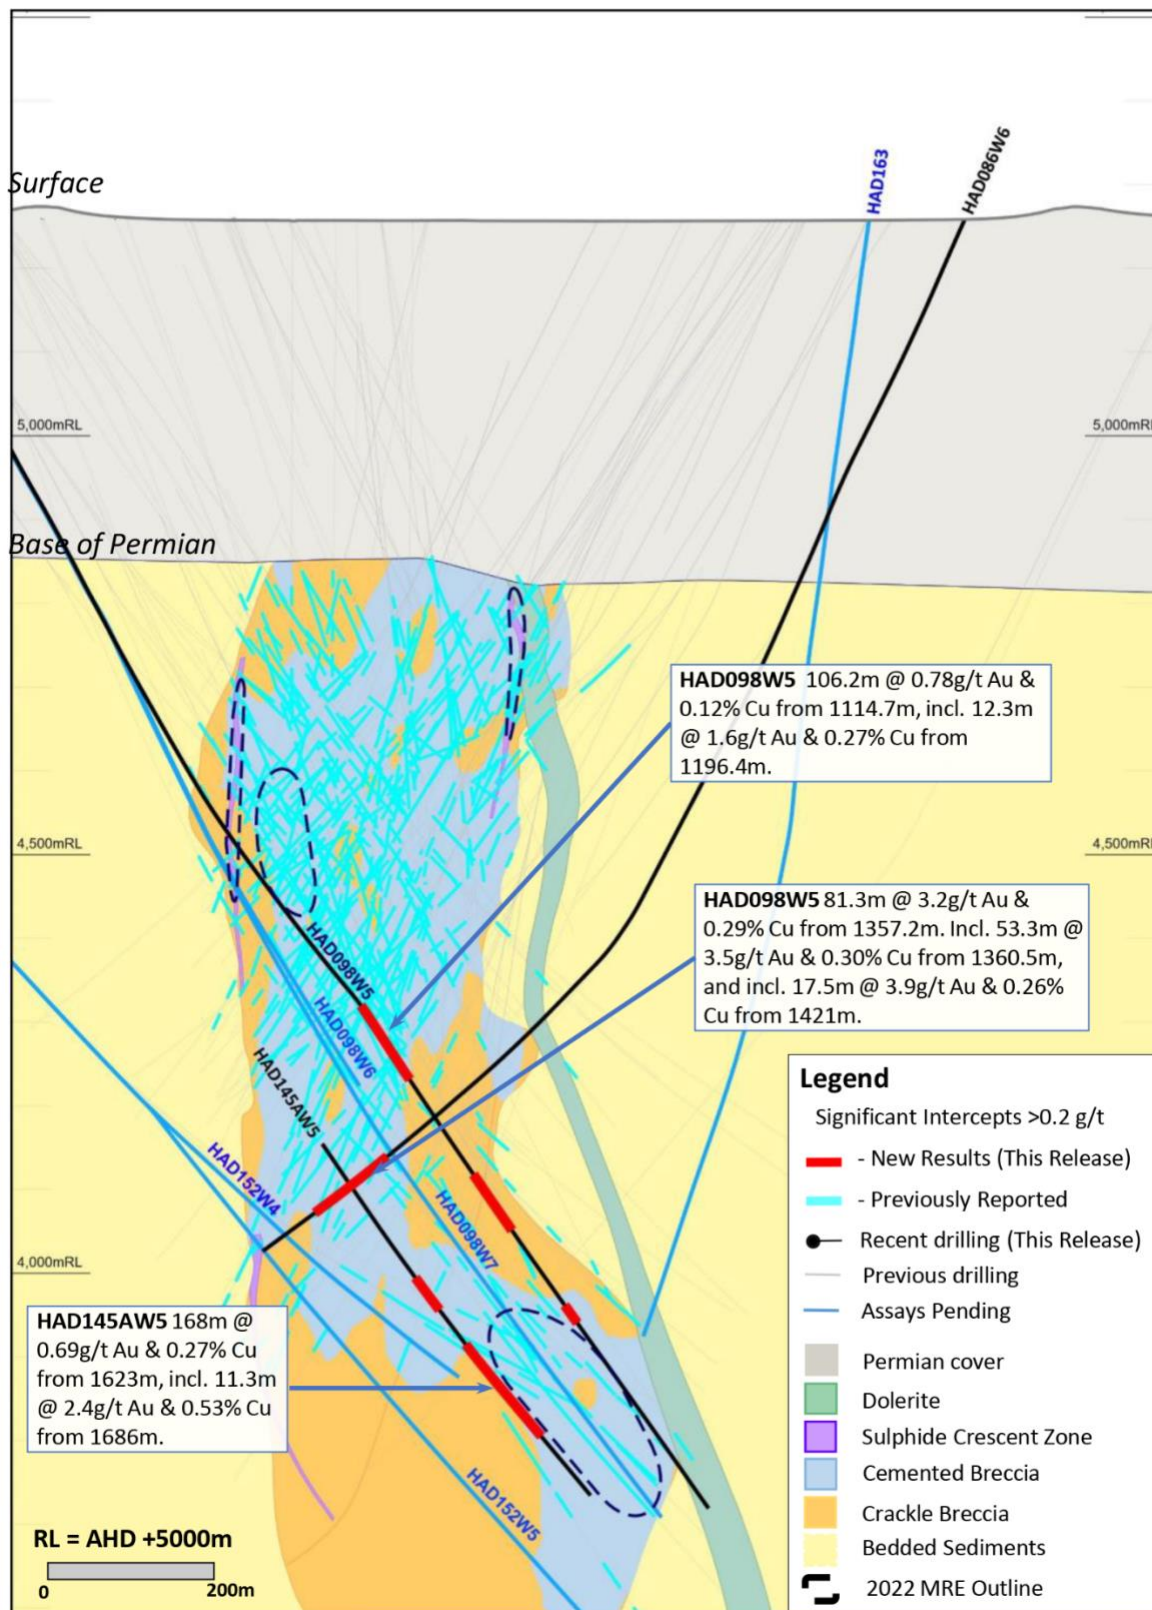 HAD163
HAD086W6
Surface
5,000mRL
5,000mRL
Base of Permian
HAD098W5 106.2m @ 0.78g/t Au &
0.12% Cu from 1114.7m, incl. 12.3m
@ 1.6g/t Au & 0.27% Cu from
1196.4m.
4,500mRL
4,500mRL
HAD098W5 81.3m @ 3.2g/t Au &
0.29% Cu from 1357.2m. Incl. 53.3m @
3.5g/t Au & 0.30% Cu from 1360.5m,
and incl. 17.5m @ 3.9g/t Au & 0.26%
Cu from 1421m.
HAD098W5
HAD098W6
HAD145AW5
HAD152W4
HAD098W7
4,000mRL
HAD145AW5 168m @
0.69g/t Au & 0.27% Cu
from 1623m, incl. 11.3m
@ 2.4g/t Au & 0.53% Cu
from 1686m.
HAD152W5
RL = AHD +5000m
0 200m
Legend
Significant Intercepts >0.2 g/t
- New Results (This Release)
- Previously Reported
Recent drilling (This Release)
Previous drilling
Assays Pending
Permian cover
Dolerite
Sulphide Crescent Zone
Cemented Breccia
Crackle Breccia
Bedded Sediments
2022 MRE Outline